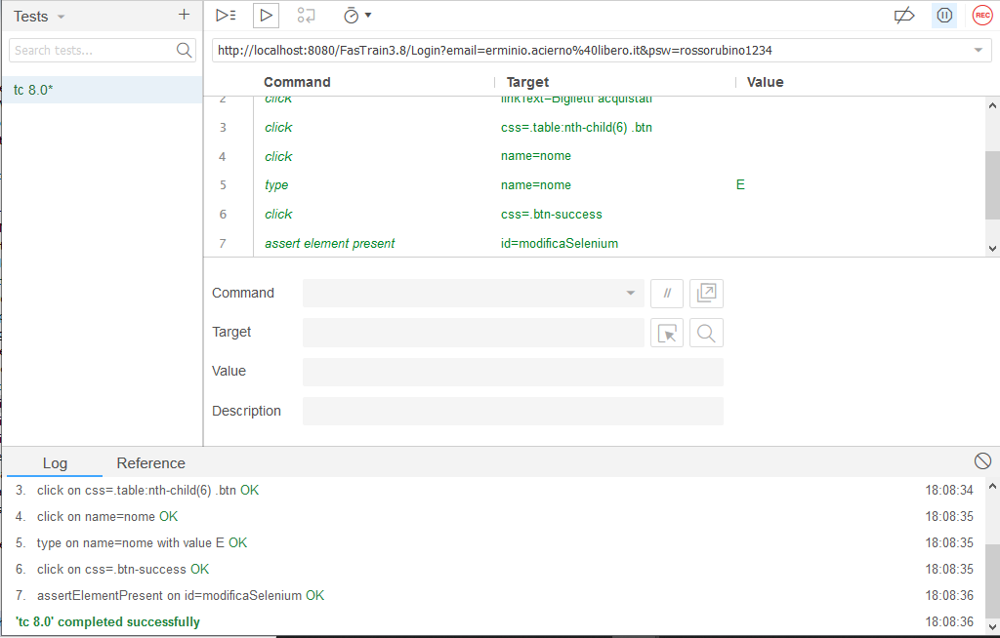 Tests
+
REC
Search tests...
http://localhost:8080/FasTrain3.8/Login?email=erminio.acierno%40libero.it&psw=rossorubino1234
tc 8.0*
Command Target Value
2 click linkText=Biglietti acquistati
3 click css=.table:nth-child(6) .btn
4 click name=nome
5 type name=nome E
6 click css=.btn-success
7 assert element present id=modificaSelenium
Command //
Target
Value
Description
Log Reference
3. click on css=.table:nth-child(6) .btn OK 18:08:34
4. click on name=nome OK 18:08:35
5. type on name=nome with value E OK 18:08:35
6. click on css=.btn-success OK 18:08:35
7. assertElementPresent on id=modificaSelenium OK 18:08:36
'tc 8.0' completed successfully 18:08:36